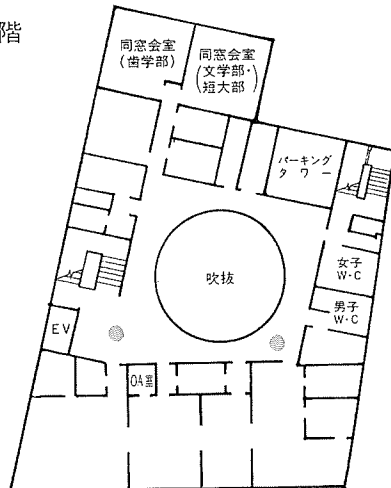 階
同窓会室
(歯学部)
同窓会室
(文学部・
短大部)
パーキング
タワー
女子
W・C
男子
W・C
吹抜
EV
OA室